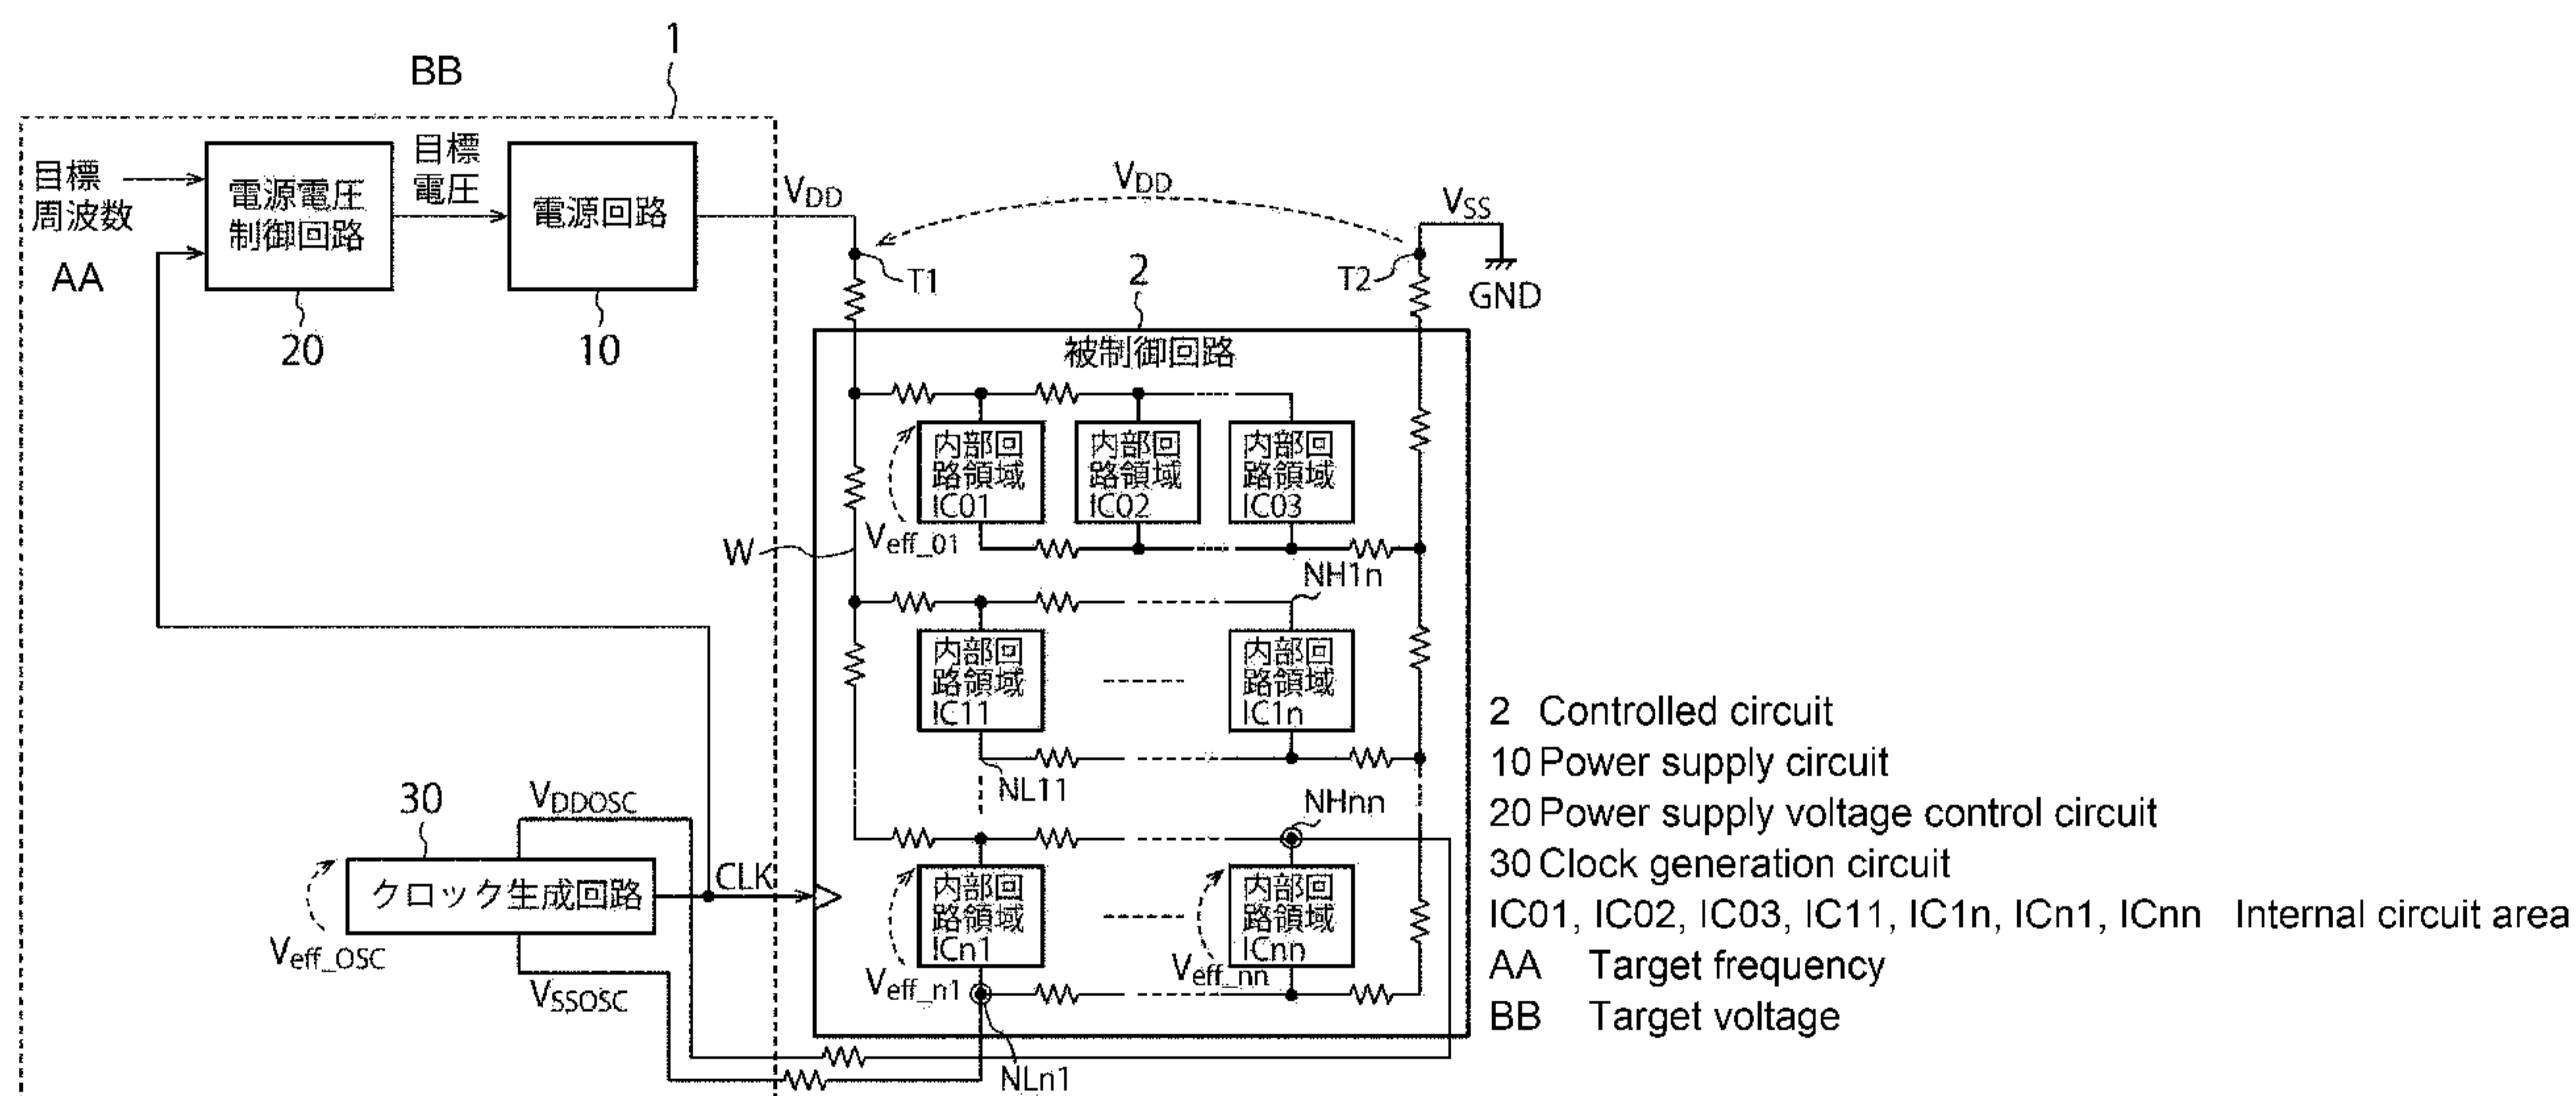 1
BB
目標
周波数
AA
電源電圧
制御回路
20
目標
電圧
電源回路
10
VDD
VDD
VSS
T1
T2
GND
2
被制御回路
内部回
路領域
IC01
内部回
路領域
IC02
内部回
路領域
IC03
Veff_01
W
NH1n
内部回
路領域
IC11
内部回
路領域
IC1n
NL11
NHnn
30
VDDOSC
クロック生成回路
CLK
Veff_OSC
VSSOSC
内部回
路領域
ICn1
内部回
路領域
ICnn
Veff_n1
Veff_nn
NLn1
2 Controlled circuit
10 Power supply circuit
20 Power supply voltage control circuit
30 Clock generation circuit
IC01, IC02, IC03, IC11, IC1n, ICn1, ICnn Internal circuit area
AA Target frequency
BB Target voltage